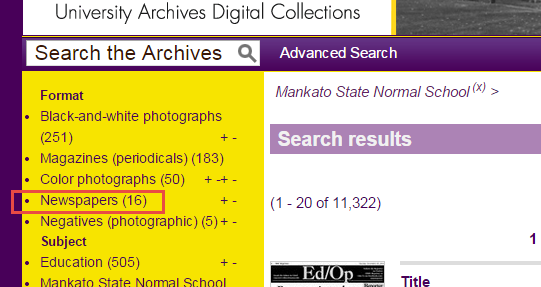 University Archives Digital Collections
Search the Archives
Advanced Search
Format
Black-and-white photographs
(251) + -
Magazines (periodicals) (183)
Color photographs (50) + -+ -
Newspapers (16) + -
Negatives (photographic) (5) + -
Subject
Education (505) + -
Mankato State Normal School
Mankato State Normal School (x) >
Search results
(1 - 20 of 11,322)
1
Ed/Op
Title